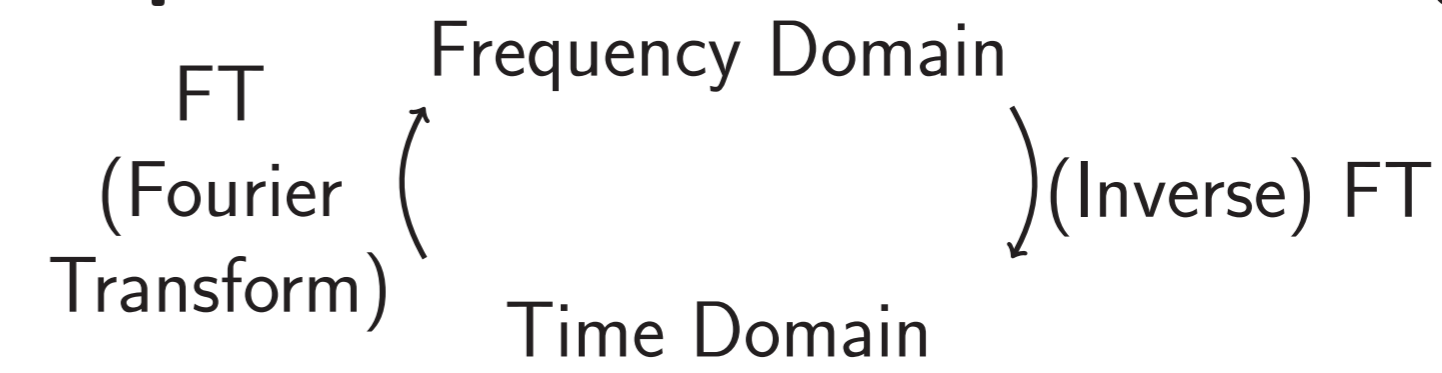 Frequency Domain
FT
(Fourier
Transform)
(Inverse) FT
Time Domain